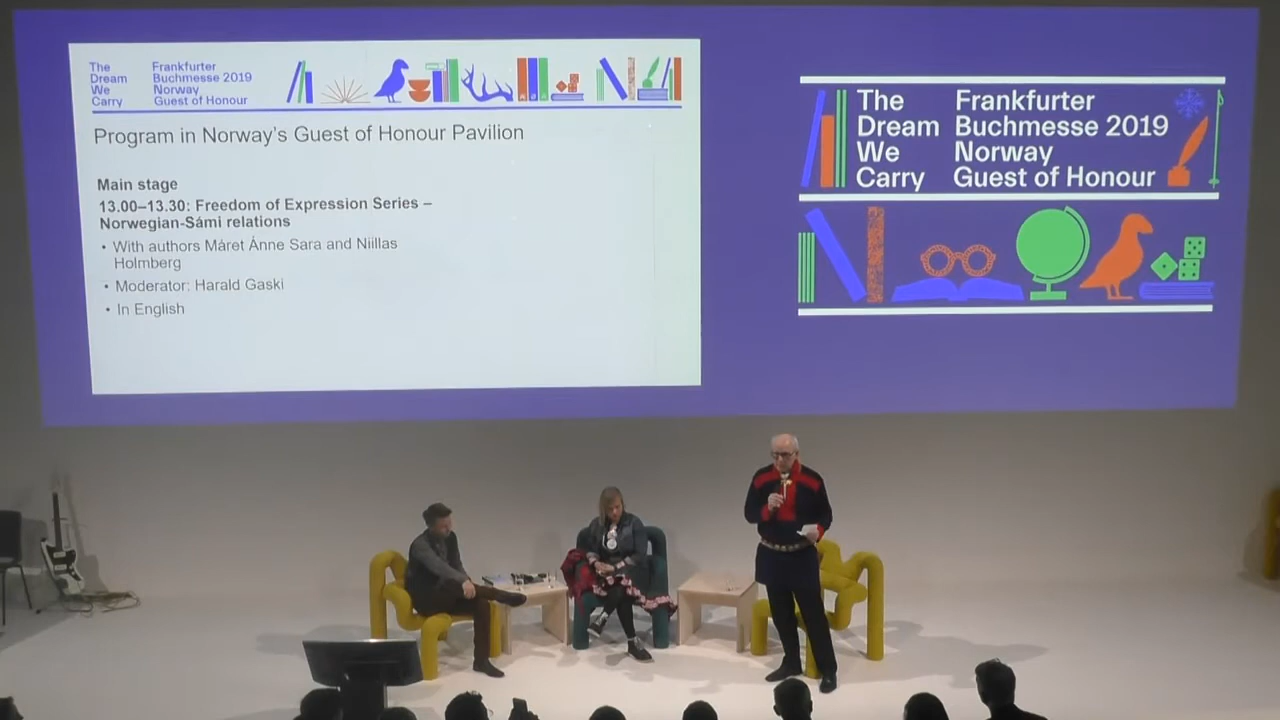 The
Dream
We
Carry
Frankfurter
Buchmesse 2019
Norway
Guest of Honour
Program in Norway's Guest of Honour Pavilion
Main stage
13.00–13.30: Freedom of Expression Series –
Norwegian-Sámi relations
• With authors Máret Ánne Sara and Niillas
Holmberg
• Moderator: Harald Gaski
• In English
The
Dream
We
Carry
Frankfurter
Buchmesse 2019
Norway
Guest of Honour